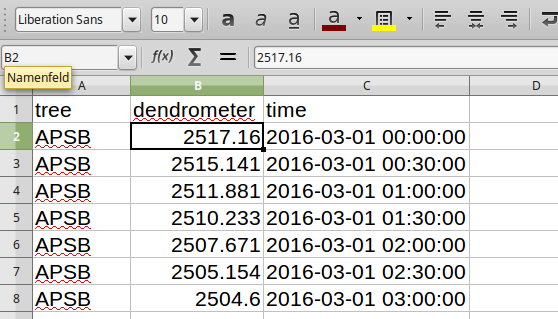 Liberation Sans 10 a a a a
B2 f(x) Σ = 2517.16
Namenfeld
A B C D
1 tree dendrometer time
2 APSB 2517.16 2016-03-01 00:00:00
3 APSB 2515.141 2016-03-01 00:30:00
4 APSB 2511.881 2016-03-01 01:00:00
5 APSB 2510.233 2016-03-01 01:30:00
6 APSB 2507.671 2016-03-01 02:00:00
7 APSB 2505.154 2016-03-01 02:30:00
8 APSB 2504.6 2016-03-01 03:00:00